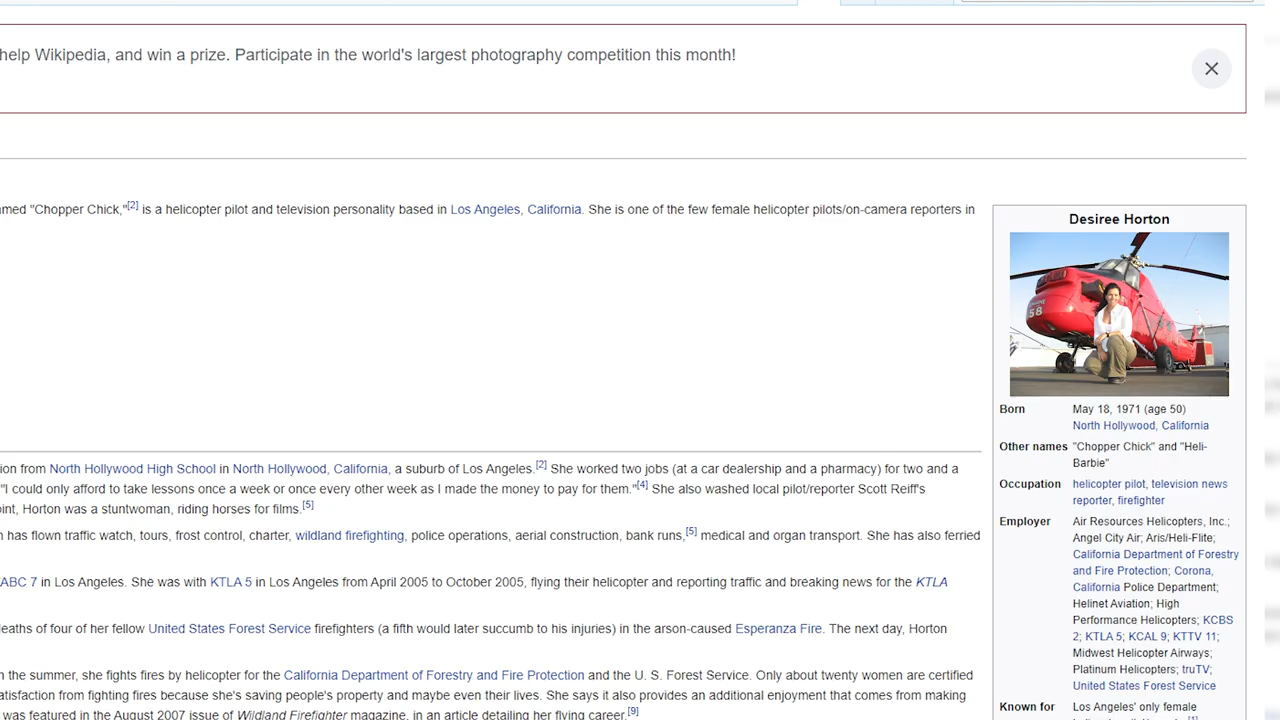 help Wikipedia, and win a prize. Participate in the world's largest photography competition this month!
amed "Chopper Chick,"[2] is a helicopter pilot and television personality based in Los Angeles, California. She is one of the few female helicopter pilots/on-camera reporters in
Desiree Horton
58
Born May 18, 1971 (age 50)
North Hollywood, California
Other names "Chopper Chick" and "Heli-
Barbie"
Occupation helicopter pilot, television news
reporter, firefighter
Employer Air Resources Helicopters, Inc.;
Angel City Air; Aris/Heli-Flite;
California Department of Forestry
and Fire Protection; Corona,
California Police Department;
Helinet Aviation; High
Performance Helicopters; KCBS
2; KTLA 5; KCAL 9; KTTV 11;
Midwest Helicopter Airways;
Platinum Helicopters; truTV;
United States Forest Service
Known for Los Angeles' only female
ion from North Hollywood High School in North Hollywood, California, a suburb of Los Angeles.[2] She worked two jobs (at a car dealership and a pharmacy) for two and a
"I could only afford to take lessons once a week or once every other week as I made the money to pay for them."[4] She also washed local pilot/reporter Scott Reiff's
oint, Horton was a stuntwoman, riding horses for films.[5]
n has flown traffic watch, tours, frost control, charter, wildland firefighting, police operations, aerial construction, bank runs,[5] medical and organ transport. She has also ferried
ABC 7 in Los Angeles. She was with KTLA 5 in Los Angeles from April 2005 to October 2005, flying their helicopter and reporting traffic and breaking news for the KTLA
deaths of four of her fellow United States Forest Service firefighters (a fifth would later succumb to his injuries) in the arson-caused Esperanza Fire. The next day, Horton
n the summer, she fights fires by helicopter for the California Department of Forestry and Fire Protection and the U. S. Forest Service. Only about twenty women are certified
atisfaction from fighting fires because she's saving people's property and maybe even their lives. She says it also provides an additional enjoyment that comes from making
was featured in the August 2007 issue of Wildland Firefighter magazine, in an article detailing her flying career.[9]